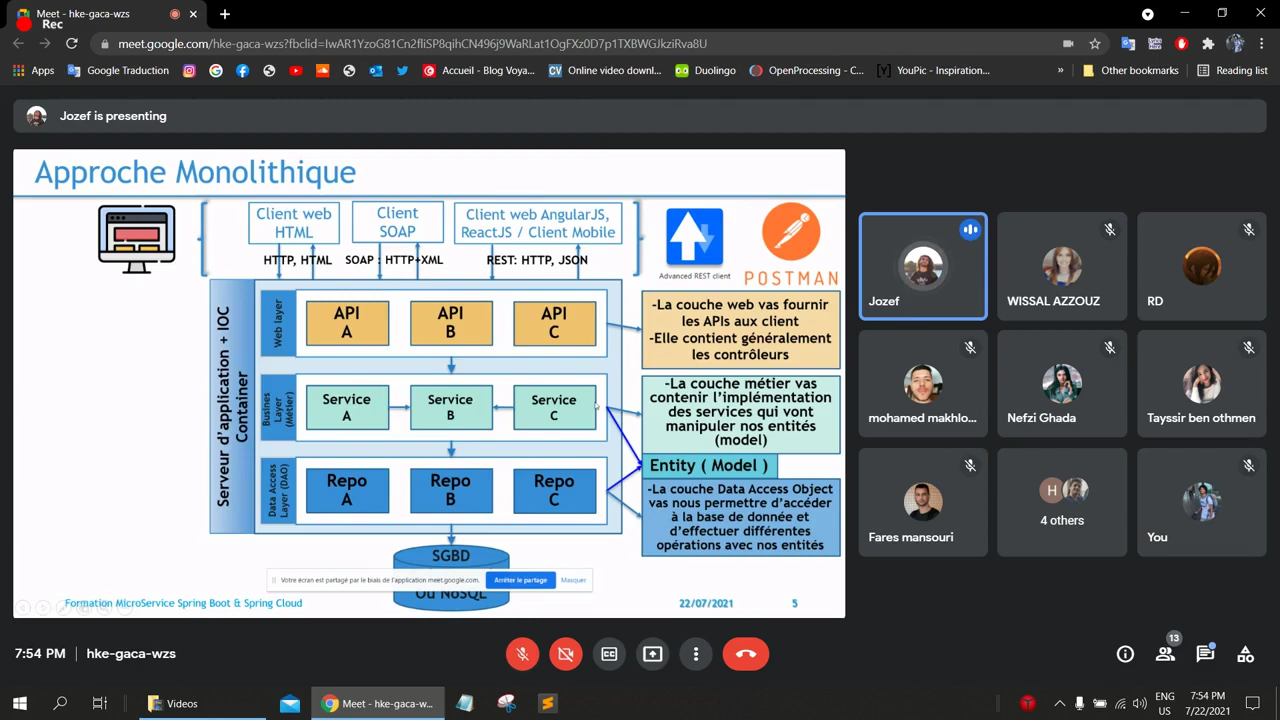 Meet - hke-gaca-wzs
Rec
meet.google.com/hke-gaca-wzs?fbclid=IwAR1YzoG81Cn2fliSP8qihCN496j9WaRLat1OgFXz0D7p1TXBWGJkziRva8U
Apps
Google Traduction
Accueil - Blog Voya...
Online video downl...
Duolingo
OpenProcessing - C...
YouPic - Inspiration...
»
Other bookmarks
Reading list
Jozef is presenting
Approche Monolithique
Client web
HTML
Client
SOAP
Client web AngularJS,
ReactJS / Client Mobile
HTTP, HTML
SOAP : HTTP+XML
REST: HTTP, JSON
Advanced REST client
POSTMAN
Serveur d'application + IOC
Container
Web layer
API
A
API
B
API
C
-La couche web vas fournir
les APIs aux client
-Elle contient généralement
les contrôleurs
Busines
Layer
(Métier)
Service
A
Service
B
Service
C
-La couche métier vas
contenir l'implémentation
des services qui vont
manipuler nos entités
(model)
Entity ( Model )
Data Access
Layer (DAO)
Repo
A
Repo
B
Repo
C
-La couche Data Access Object
vas nous permettre d'accéder
à la base de donnée et
d'effectuer différentes
opérations avec nos entités
SGBD
Votre écran est partagé par le biais de l'application meet.google.com.
Arrêter le partage
Masquer
Ou NoSQL
Formation MicroService Spring Boot & Spring Cloud
22/07/2021
5
Jozef
WISSAL AZZOUZ
RD
mohamed makhlo...
Nefzi Ghada
Tayssir ben othmen
Fares mansouri
H
4 others
You
7:54 PM
hke-gaca-wzs
13
Videos
Meet - hke-gaca-w...
ENG
US
7:54 PM
7/22/2021